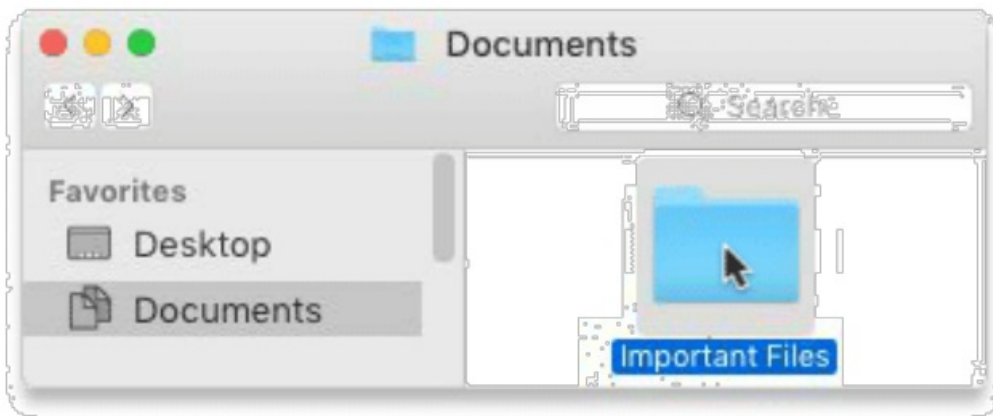 Documents
Search
Favorites
Desktop
Documents
Important Files